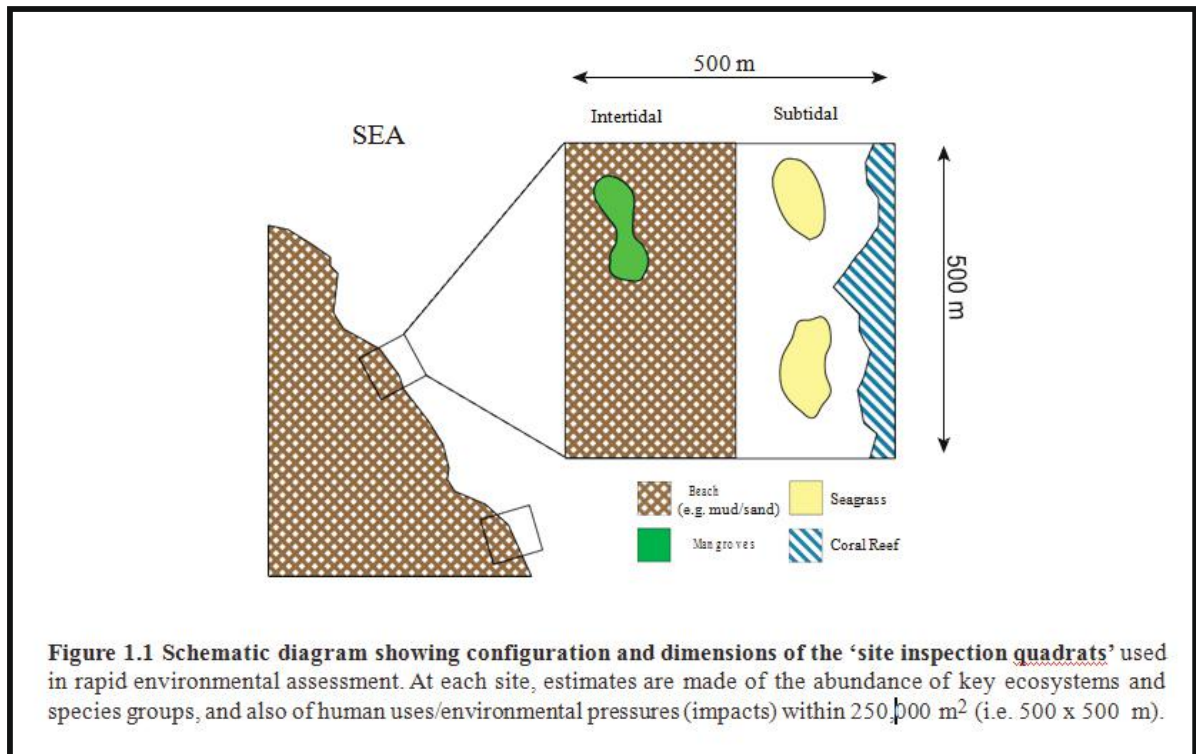 500 m
Intertidal
Subtidal
SEA
500 m
Beach
(e.g. mud/sand)
Seagrass
Mangroves
Coral Reef
Figure 1.1 Schematic diagram showing configuration and dimensions of the ‘site inspection quadrats’ used
in rapid environmental assessment. At each site, estimates are made of the abundance of key ecosystems and
species groups, and also of human uses/environmental pressures (impacts) within 250,000 m² (i.e. 500 x 500 m).